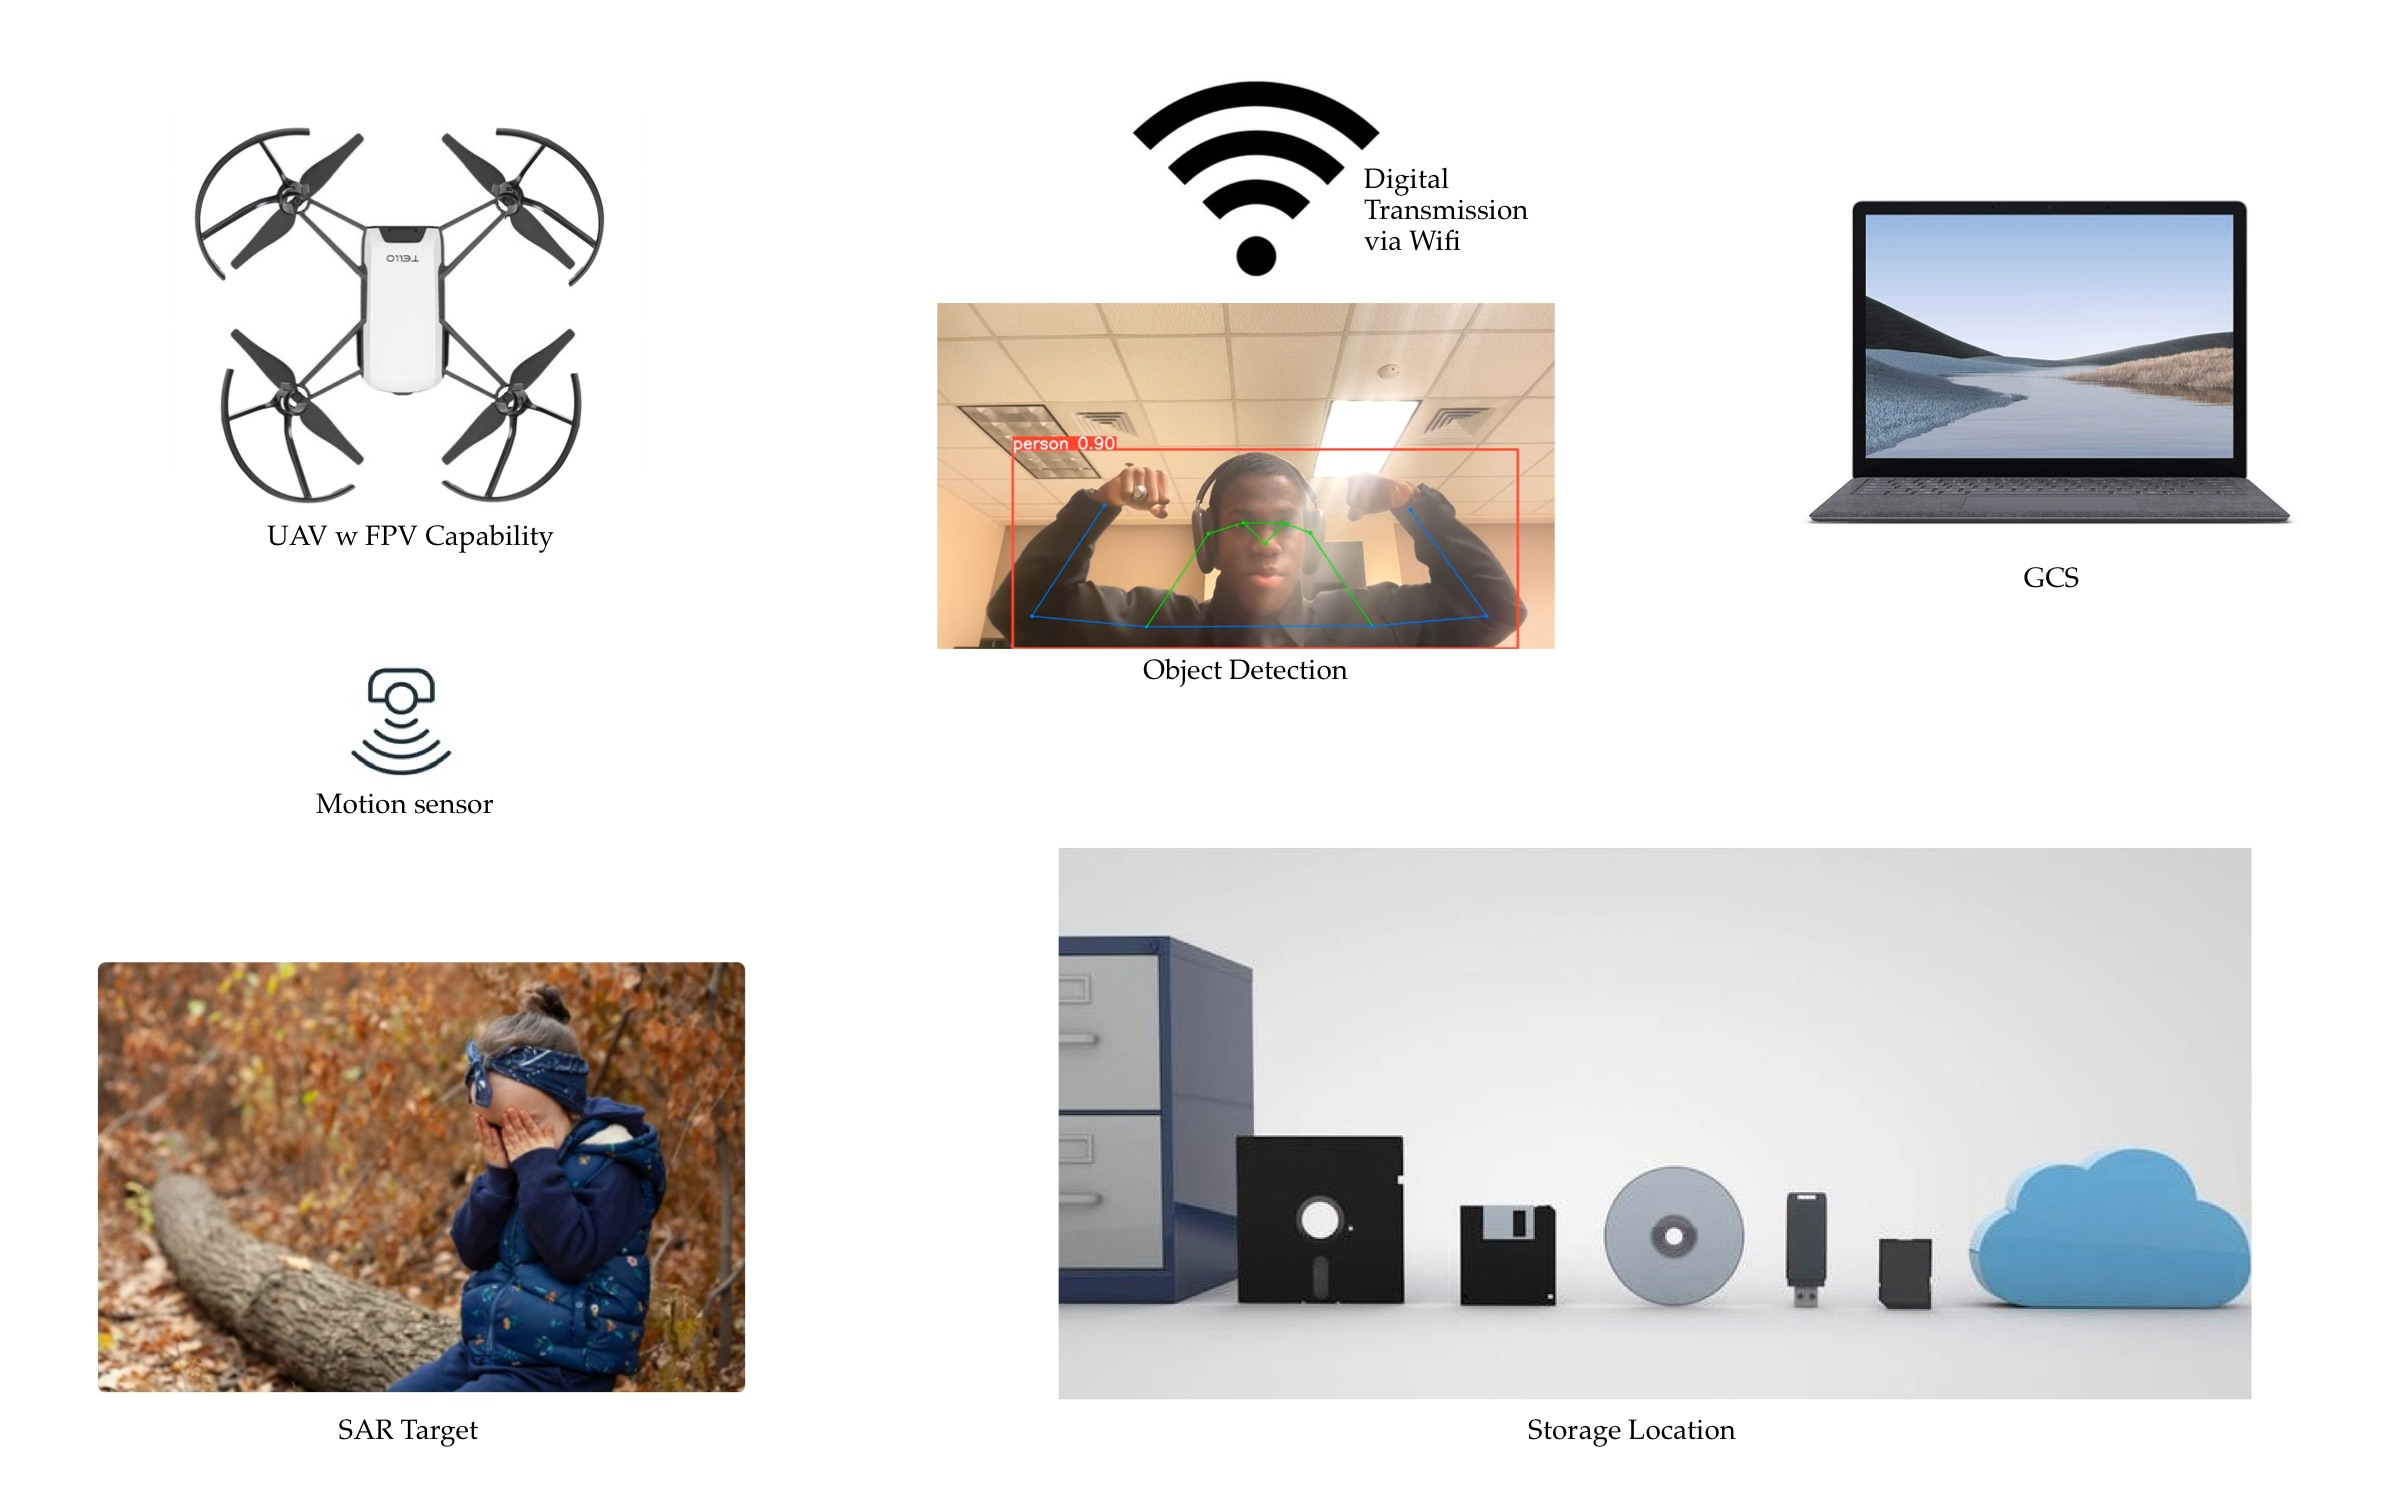 TELLO
Digital
Transmission
via Wifi
person 0.90
UAV w FPV Capability
GCS
Object Detection
Motion sensor
SAR Target
Storage Location